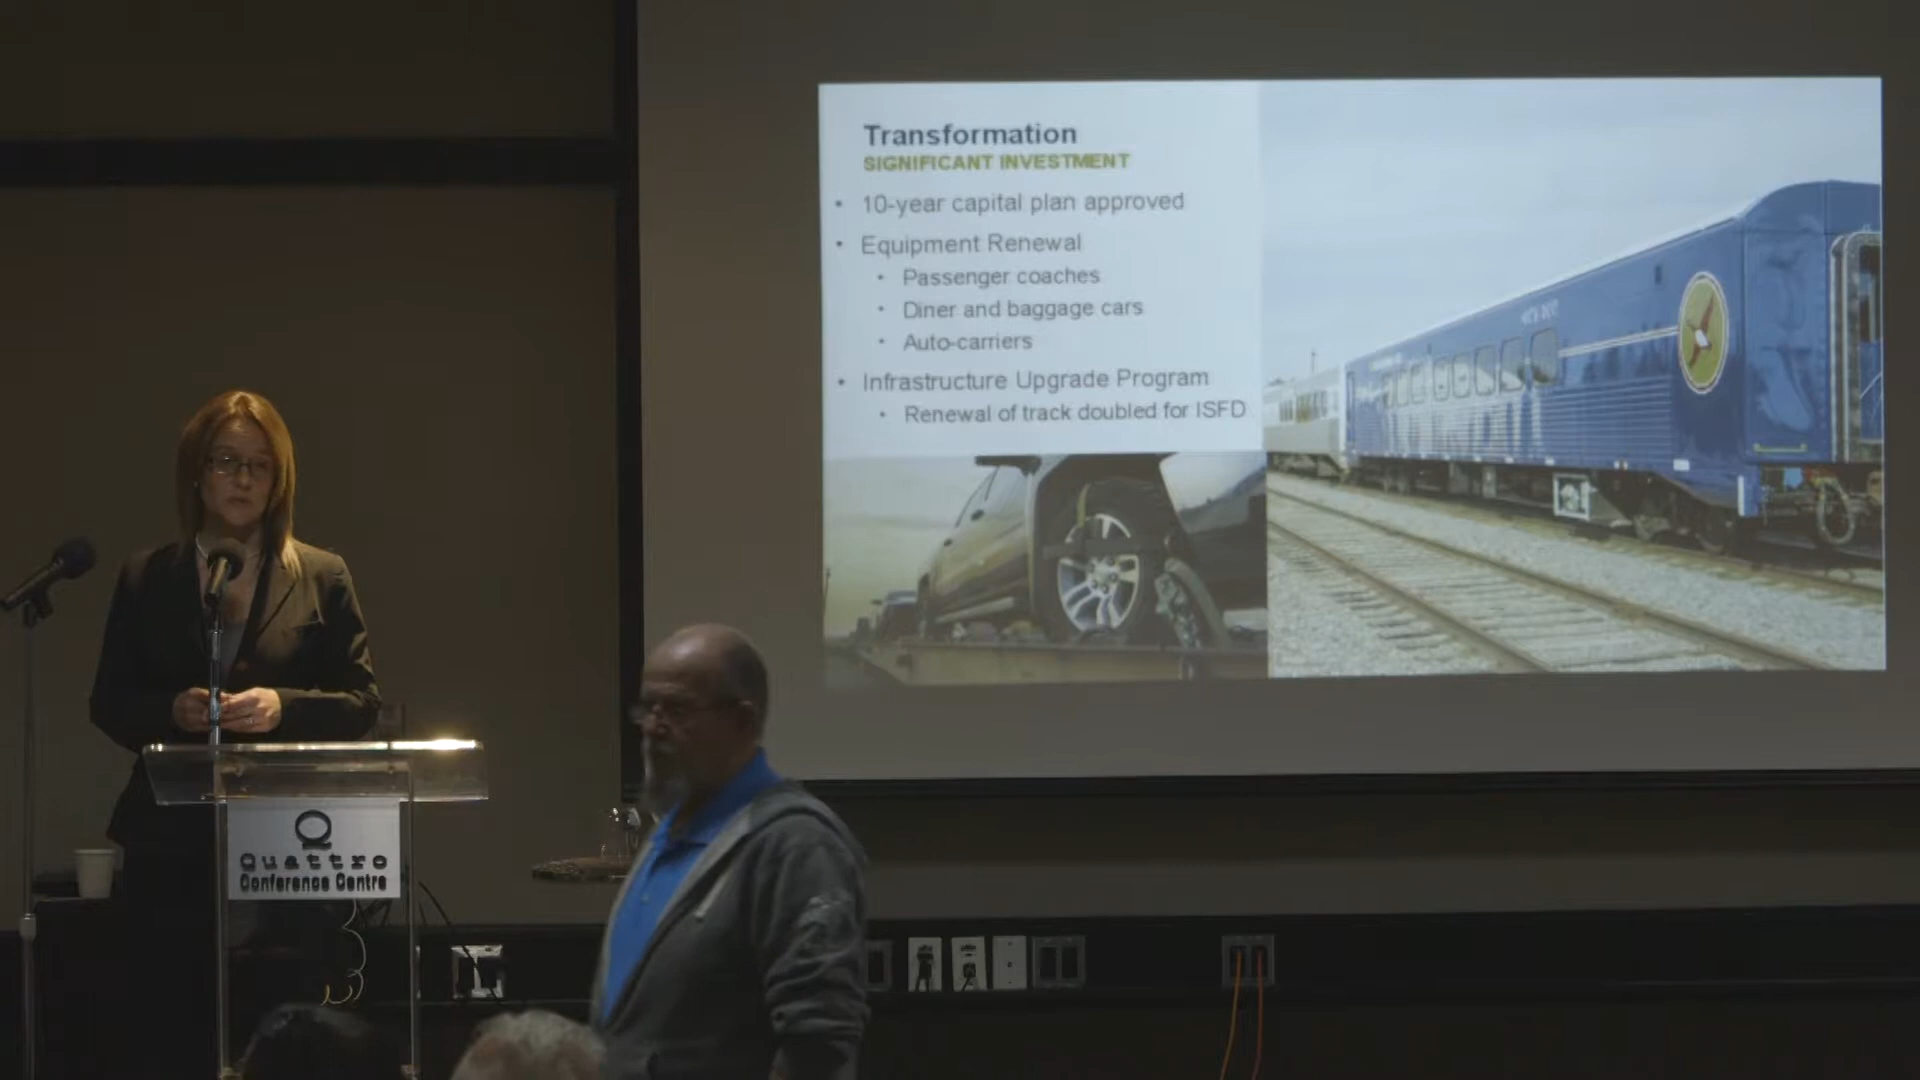 Transformation
SIGNIFICANT INVESTMENT
• 10-year capital plan approved
• Equipment Renewal
• Passenger coaches
• Diner and baggage cars
• Auto-carriers
• Infrastructure Upgrade Program
• Renewal of track doubled for ISFD
Q
Quattro
Conference Centre